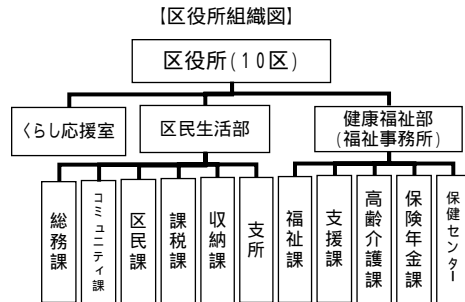 【区役所組織図】
区役所(10区)
くらし応援室
区民生活部
健康福祉部
(福祉事務所)
総務課
コミュニティ課
区民課
課税課
収納課
支所
福祉課
支援課
高齢介護課
保険年金課
保健センター